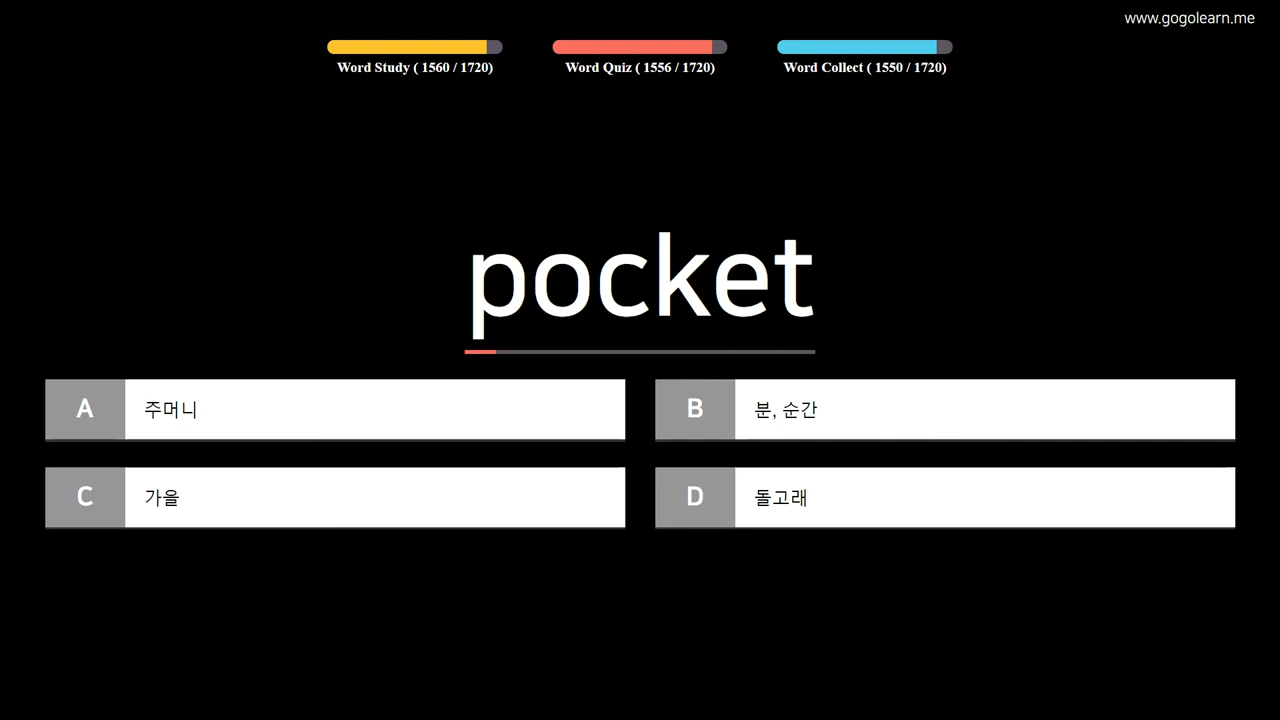 www.gogolearn.me
Word Study ( 1560 / 1720)
Word Quiz ( 1556 / 1720)
Word Collect ( 1550 / 1720)
pocket
A 주머니
B 분, 순간
C 가을
D 돌고래